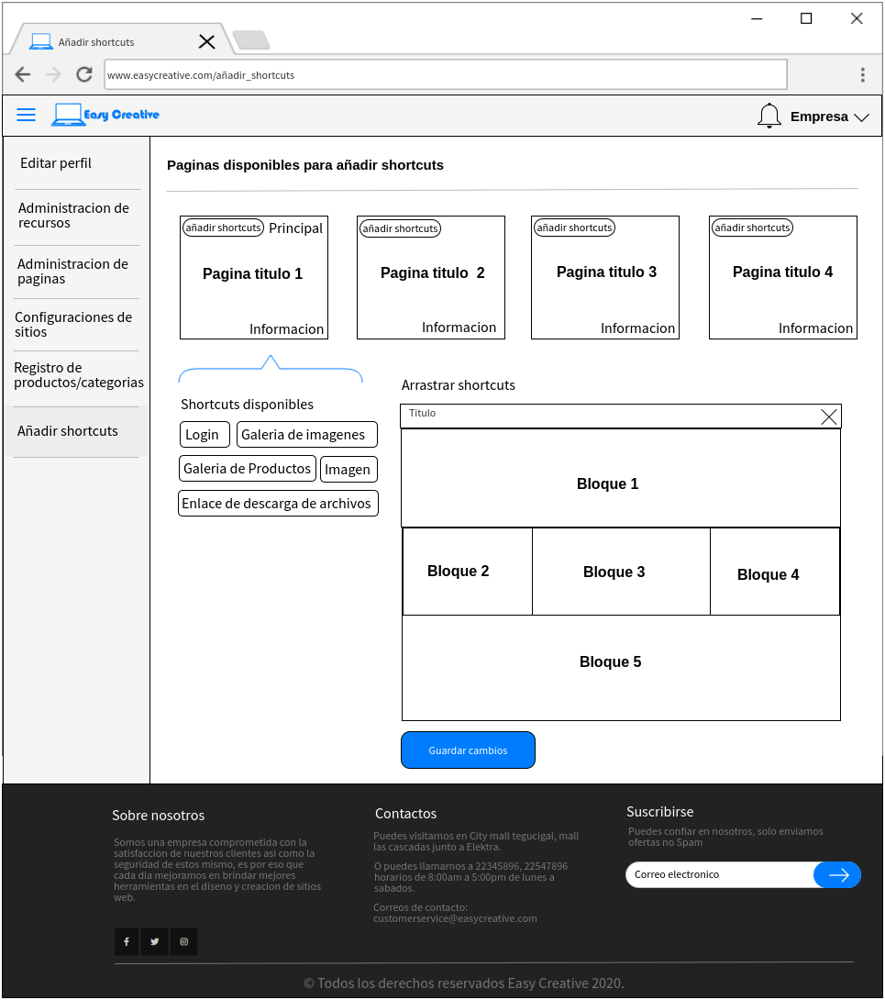 Añadir shortcuts
www.easycreative.com/añadir_shortcuts
Easy Creative
Empresa
Editar perfil
Administracion de
recursos
Administracion de
paginas
Configuraciones de
sitios
Registro de
productos/categorias
Añadir shortcuts
Paginas disponibles para añadir shortcuts
añadir shortcuts
Principal
Pagina titulo 1
Informacion
añadir shortcuts
Pagina titulo 2
Informacion
añadir shortcuts
Pagina titulo 3
Informacion
añadir shortcuts
Pagina titulo 4
Informacion
Shortcuts disponibles
Login
Galeria de imagenes
Galeria de Productos
Imagen
Enlace de descarga de archivos
Arrastrar shortcuts
Titulo
Bloque 1
Bloque 2
Bloque 3
Bloque 4
Bloque 5
Guardar cambios
Sobre nosotros
Somos una empresa comprometida con la
satisfaccion de nuestros clientes asi como la
seguridad de estos mismo, es por eso que
cada dia mejoramos en brindar mejores
herramientas en el diseno y creacion de sitios
web.
Contactos
Puedes visitarnos en City mall tegucigal, mall
las cascadas junto a Elektra.
O puedes llamarnos a 22345896, 22547896
horarios de 8:00am a 5:00pm de lunes a
sabados.
Correos de contacto:
customerservice@easycreative.com
Suscribirse
Puedes confiar en nosotros, solo enviamos
ofertas no Spam
Correo electronico
© Todos los derechos reservados Easy Creative 2020.